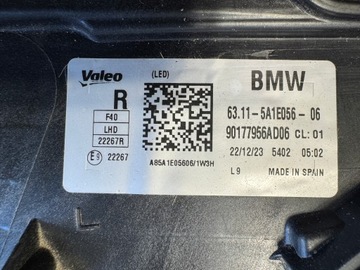 Valeo
(LED)
BMW
R
F40
LHD
22267R
E9 22267
A85A1E05606/1W3H
63.11- 5A1E056 - 06
90177956AD06 CL: 01
22/12/23 5402 05:02
L9 MADE IN SPAIN
L